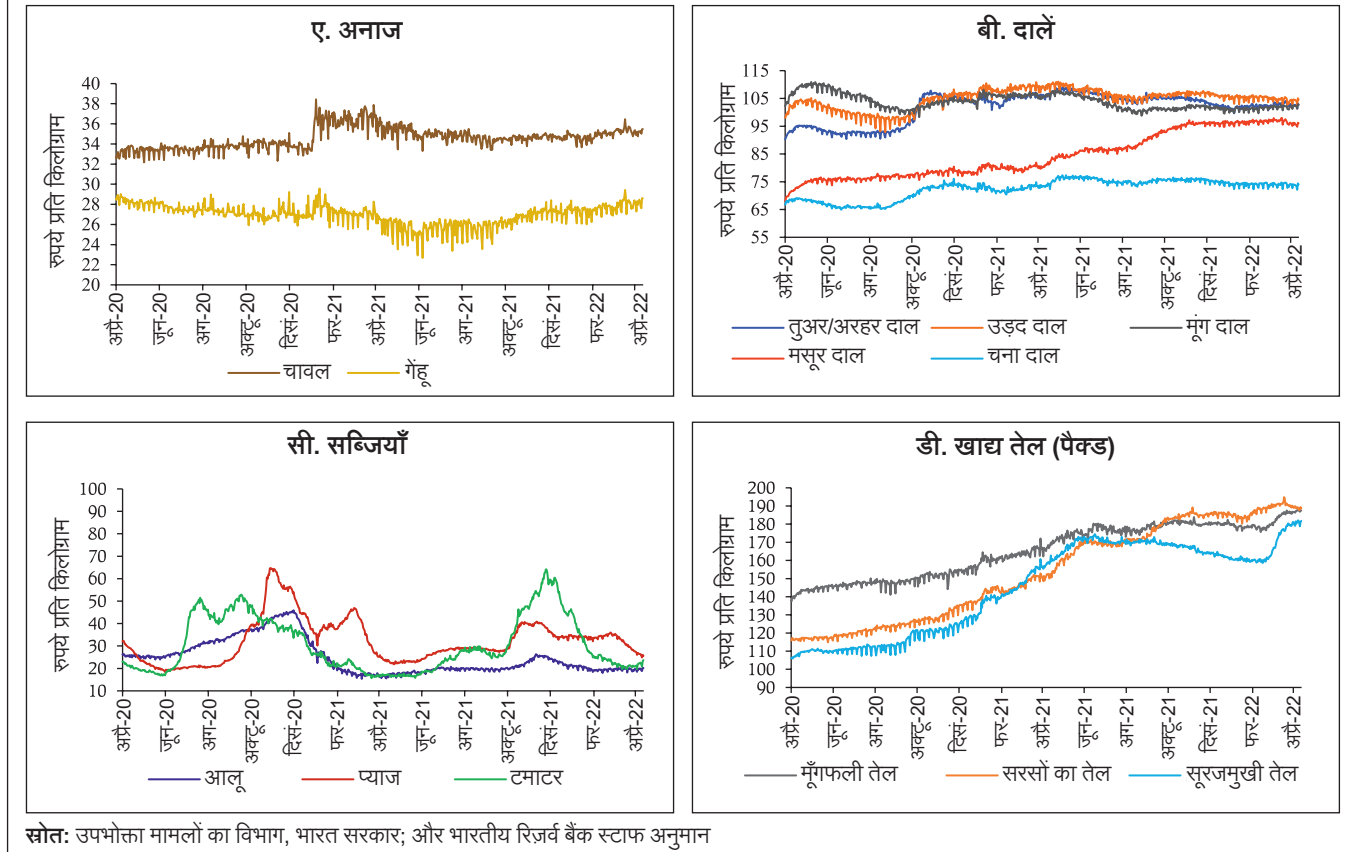 ए. अनाज
रुपये प्रति किलोग्राम
40
38
36
34
32
30
28
26
24
22
20
अप्रै-20
जून-20
अग-20
अक्टू-20
दिसं-20
फर-21
अप्रै-21
जून-21
अग-21
अक्टू-21
दिसं-21
फर-22
अप्रै-22
चावल गेंहू
बी. दालें
रुपये प्रति किलोग्राम
115
105
95
85
75
65
55
अप्रै-20
जून-20
अग-20
अक्टू-20
दिसं-20
फर-21
अप्रै-21
जून-21
अग-21
अक्टू-21
दिसं-21
फर-22
अप्रै-22
तुअर/अरहर दाल उड़द दाल मूंग दाल
मसूर दाल चना दाल
सी. सब्जियाँ
रुपये प्रति किलोग्राम
100
90
80
70
60
50
40
30
20
10
अप्रै-20
जून-20
अग-20
अक्टू-20
दिसं-20
फर-21
अप्रै-21
जून-21
अग-21
अक्टू-21
दिसं-21
फर-22
अप्रै-22
आलू प्याज टमाटर
डी. खाद्य तेल (पैक्ड)
रुपये प्रति किलोग्राम
200
190
180
170
160
150
140
130
120
110
100
90
अप्रै-20
जून-20
अग-20
अक्टू-20
दिसं-20
फर-21
अप्रै-21
जून-21
अग-21
अक्टू-21
दिसं-21
फर-22
अप्रै-22
मूँगफली तेल सरसों का तेल सूरजमुखी तेल
स्रोत: उपभोक्ता मामलों का विभाग, भारत सरकार; और भारतीय रिज़र्व बैंक स्टाफ अनुमान